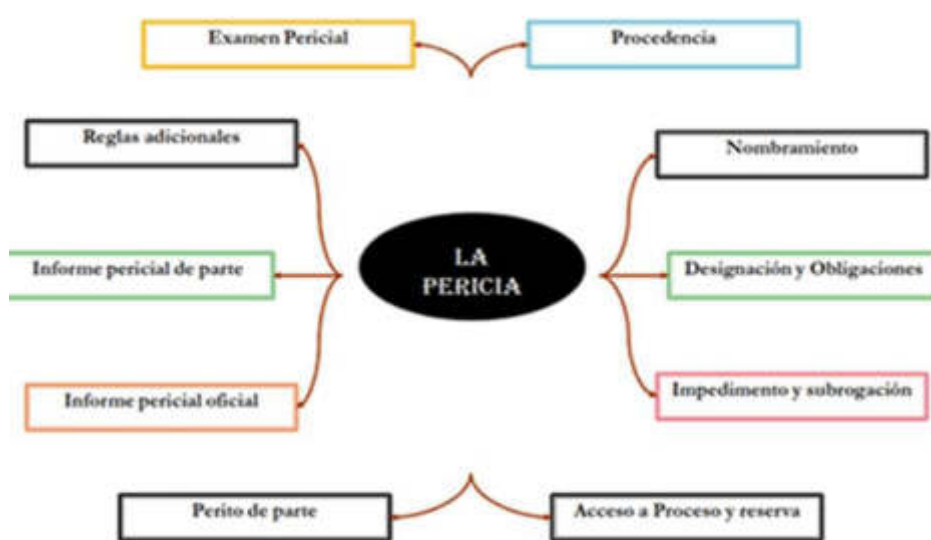 Examen Pericial
Procedencia
Reglas adicionales
Nombramiento
LA
PERICIA
Informe pericial de parte
Designación y Obligaciones
Informe pericial oficial
Impedimento y subrogación
Perito de parte
Acceso a Proceso y reserva